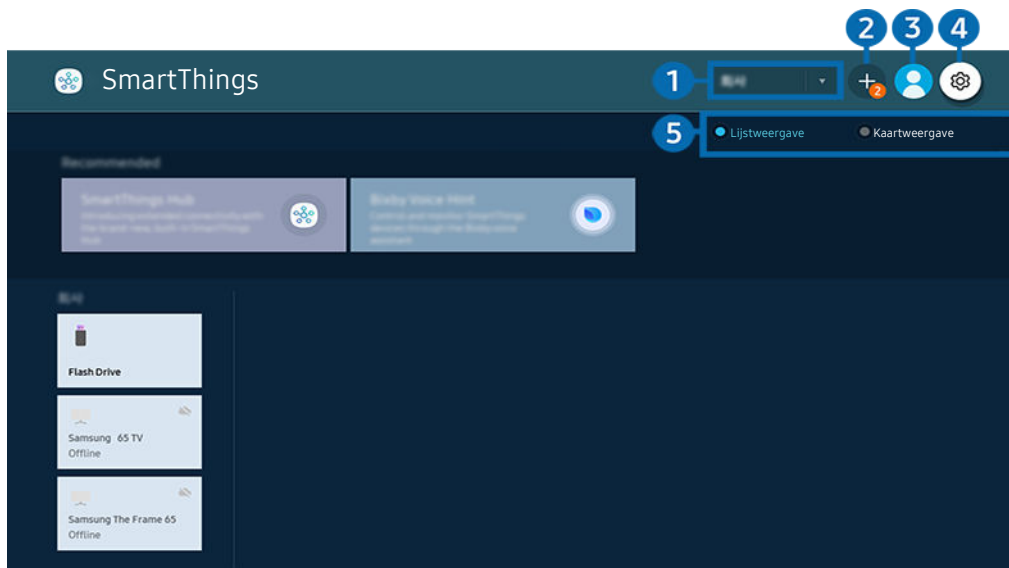 2 3 4
SmartThings
1
2
5
Lijstweergave Kaartweergave
Recommended
SmartThings Hub
Bixby Voice Hint
Flash Drive
Samsung 65 TV
Offline
Samsung The Frame 65
Offline